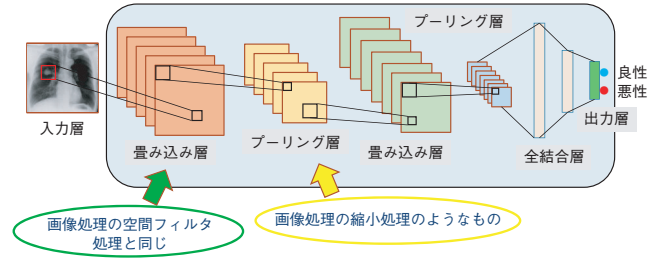 プーリング層
良性
悪性
入力層
出力層
畳み込み層
プーリング層
畳み込み層
全結合層
画像処理の空間フィルタ
処理と同じ
画像処理の縮小処理のようなもの